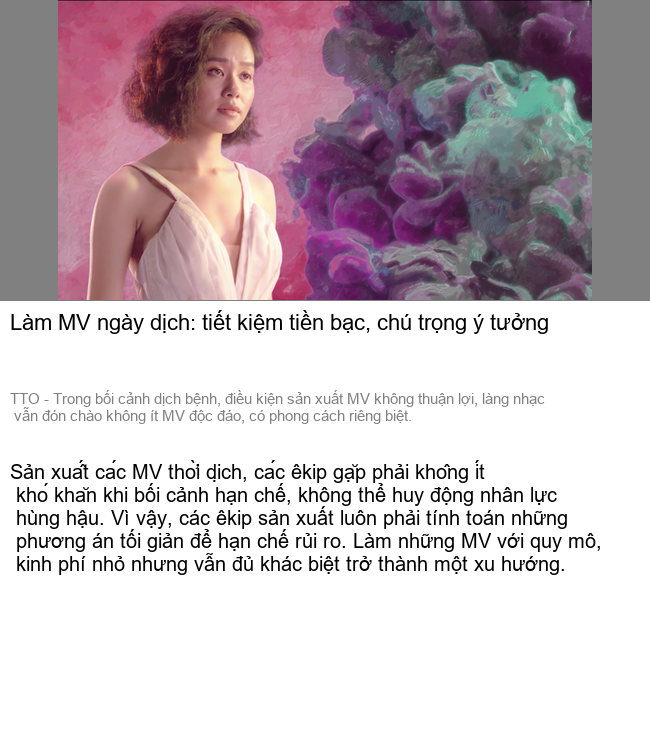 Làm MV ngày dịch: tiết kiệm tiền bạc, chú trọng ý tưởng
TTO - Trong bối cảnh dịch bệnh, điều kiện sản xuất MV không thuận lợi, làng nhạc
vẫn đón chào không ít MV độc đáo, có phong cách riêng biệt.
Sản xuất các MV thời dịch, các êkip gặp phải không ít
khó khăn khi bối cảnh hạn chế, không thể huy động nhân lực
hùng hậu. Vì vậy, các êkip sản xuất luôn phải tính toán những
phương án tối giản để hạn chế rủi ro. Làm những MV với quy mô,
kinh phí nhỏ nhưng vẫn đủ khác biệt trở thành một xu hướng.